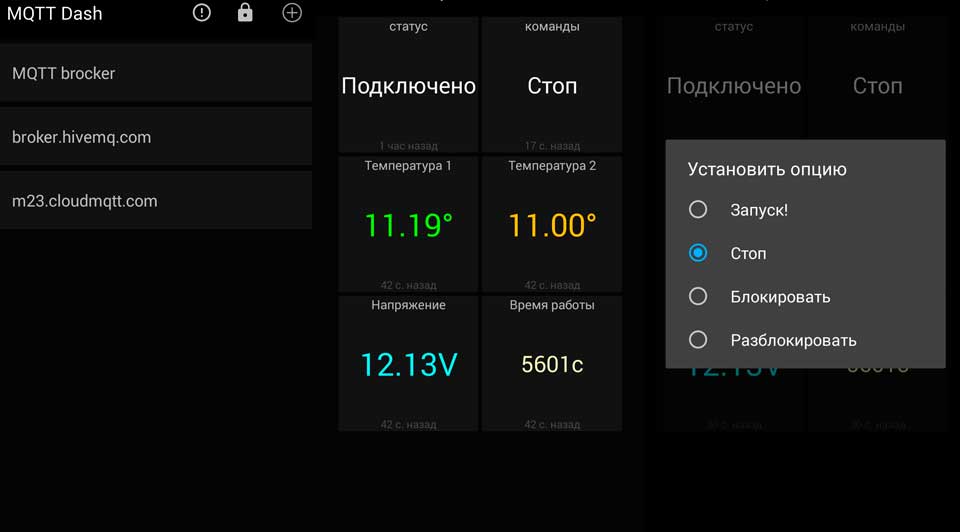 MQTT Dash
MQTT brocker
broker.hivemq.com
m23.cloudmqtt.com
статус
команды
Подключено
Стоп
1 час назад
17 с. назад
Температура 1
Температура 2
11.19°
11.00°
42 с. назад
42 с. назад
Напряжение
Время работы
12.13V
5601с
42 с. назад
42 с. назад
статус
команды
Подключено
Стоп
Установить опцию
Запуск!
Стоп
Блокировать
Разблокировать